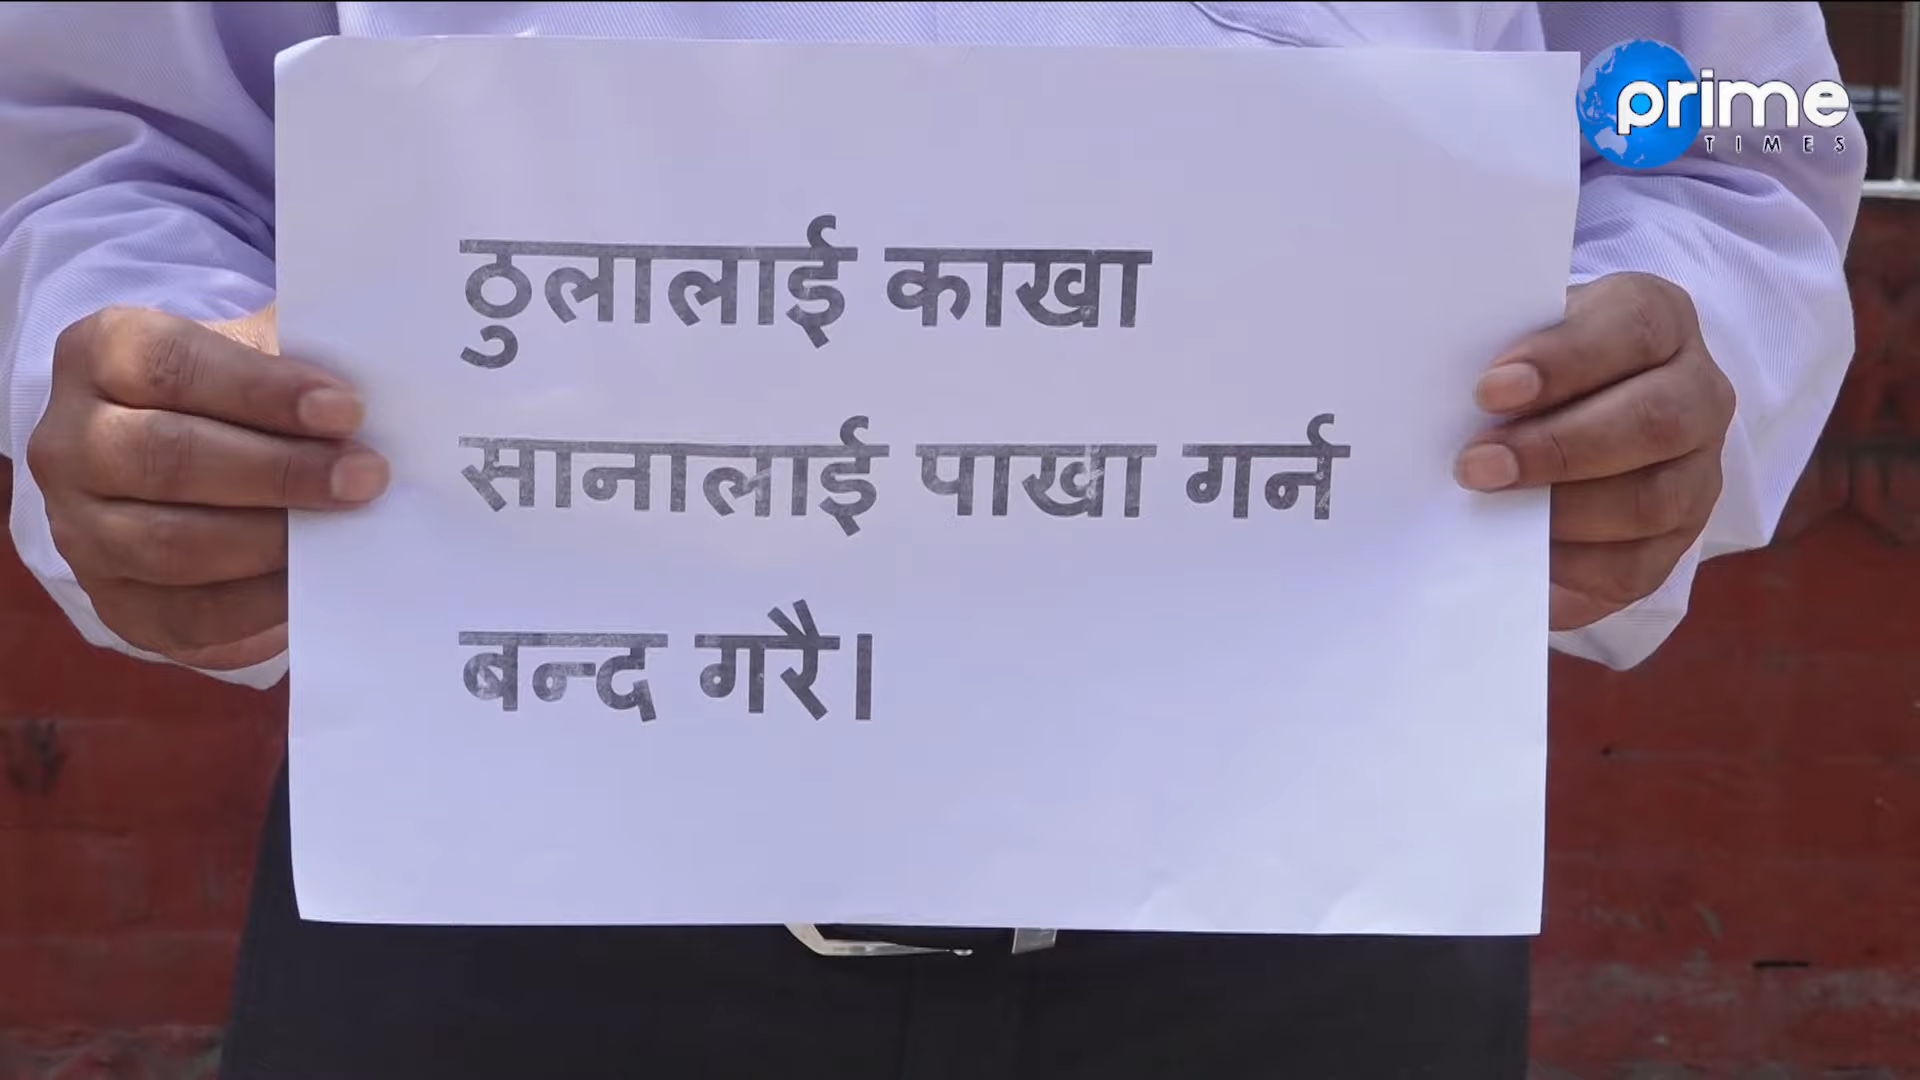 prime
TIMES
ठुलालाई काखा
सानालाई पाखा गर्न
बन्द गरै।